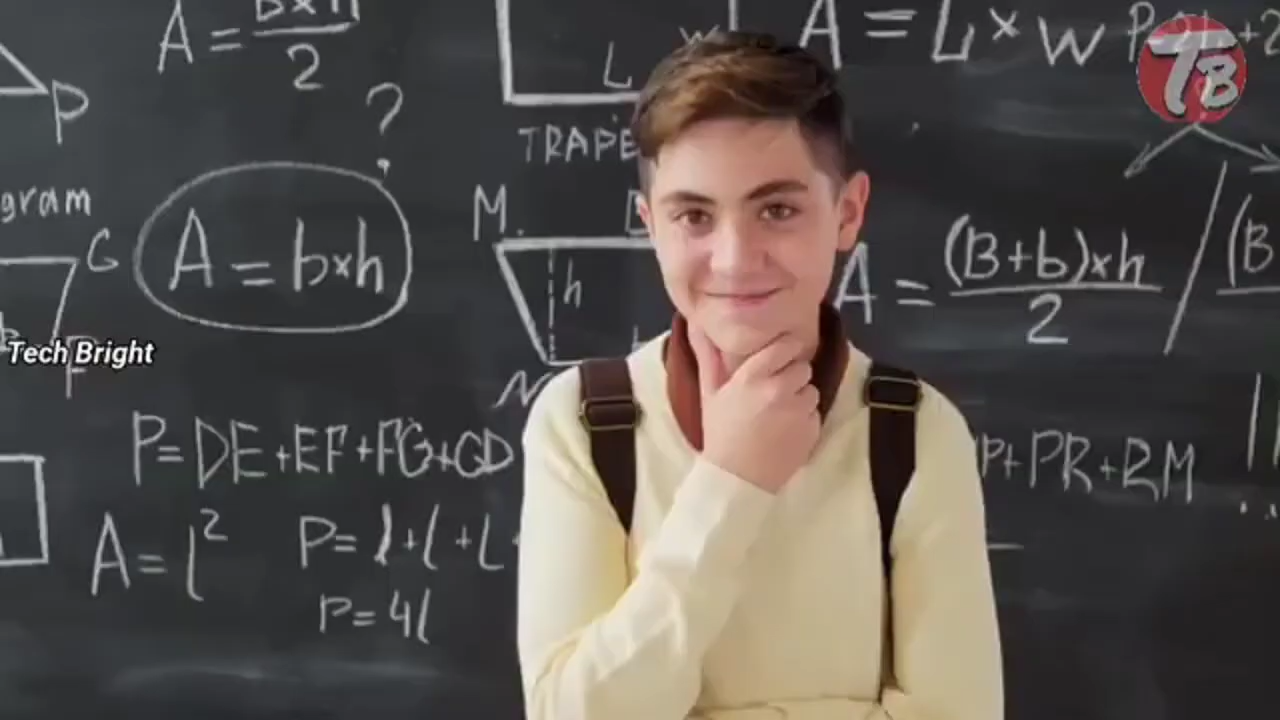 A = b×h / 2
L
A = L × W
TB
P
?
TRAPE
gram
M
G
A = b×h
h
A = (B+b)×h / 2
(B
Tech Bright
F
N
P=DE+EF+FG+GD
P+PR+RM
A = l²
P= l+l+l
P=4l